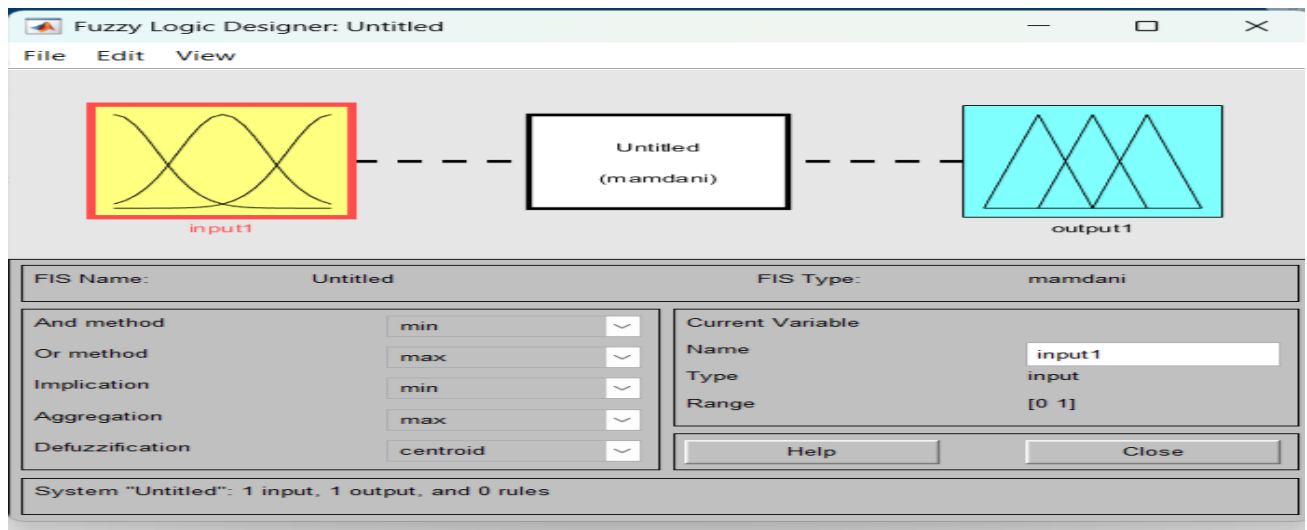 Fuzzy Logic Designer: Untitled
File Edit View
Untitled
(mamdani)
input1
output1
FIS Name: Untitled FIS Type: mamdani
And method min
Or method max
Implication min
Aggregation max
Defuzzification centroid
Current Variable
Name input1
Type input
Range [0 1]
Help Close
System "Untitled": 1 input, 1 output, and 0 rules